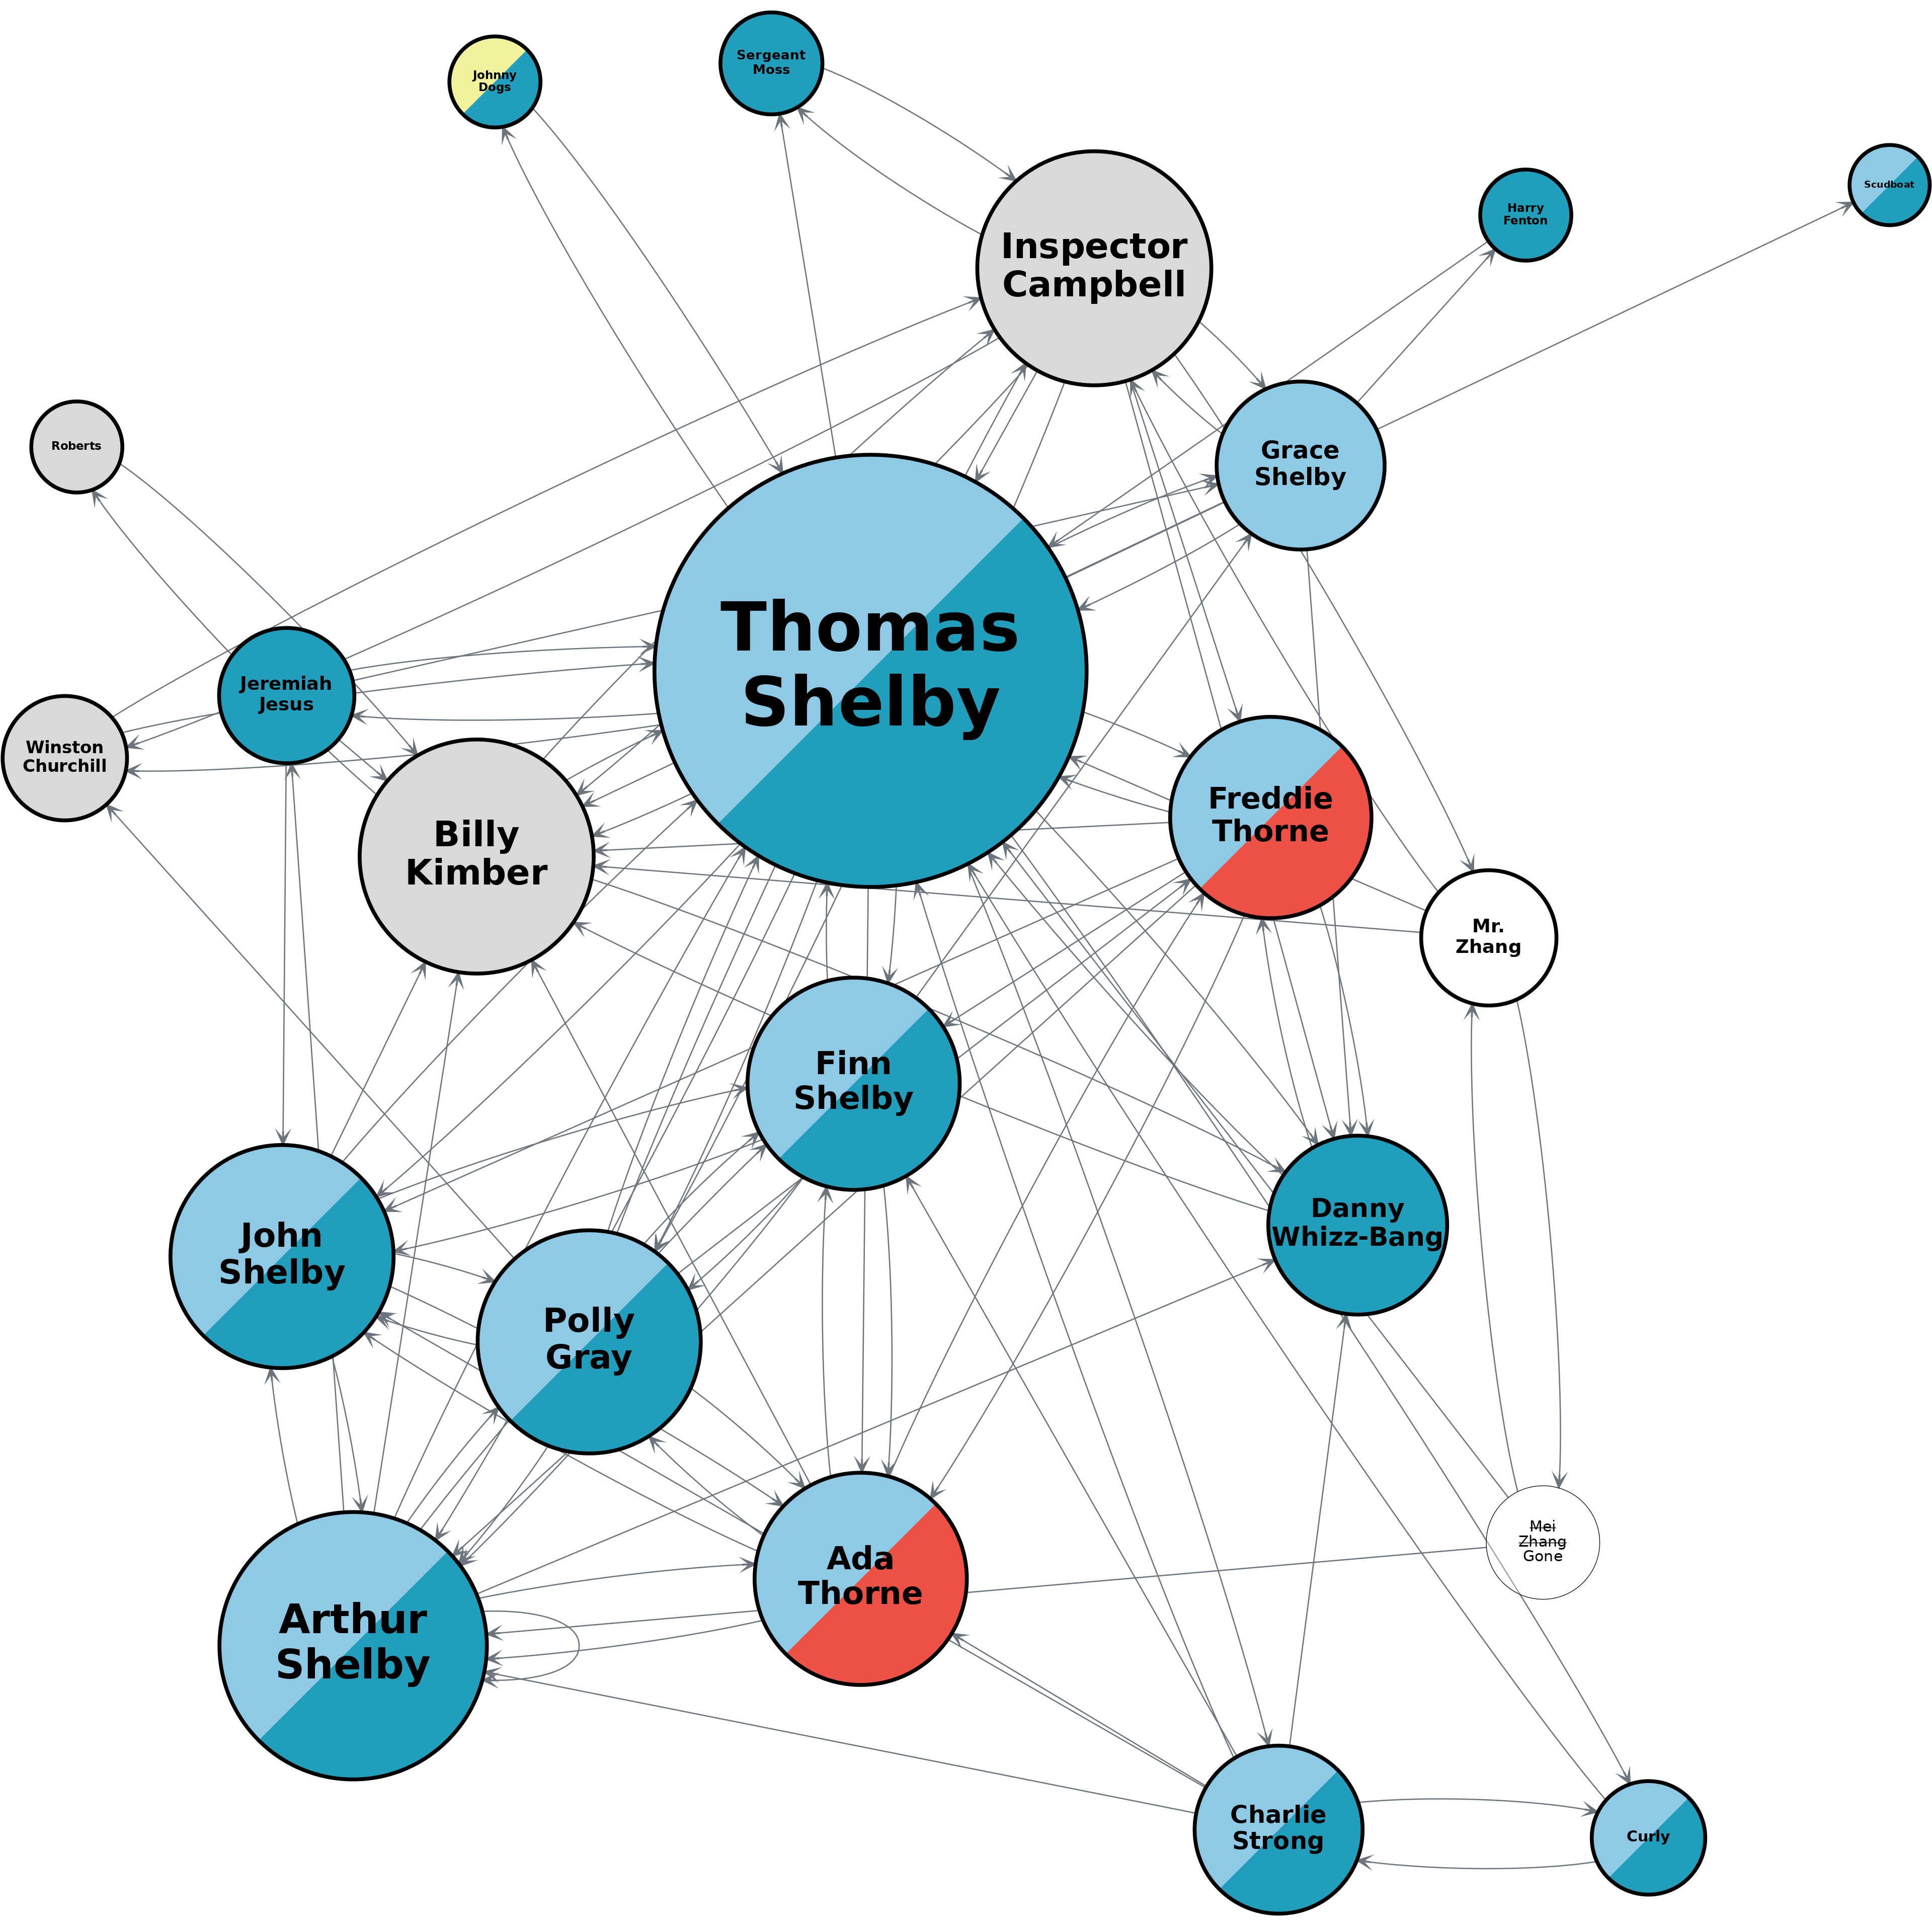 Johnny
Dogs
Sergeant
Moss
Inspector
Campbell
Harry
Fenton
Scudboat
Roberts
Grace
Shelby
Thomas
Shelby
Jeremiah
Jesus
Winston
Churchill
Billy
Kimber
Freddie
Thorne
Mr.
Zhang
Finn
Shelby
John
Shelby
Danny
Whizz-Bang
Polly
Gray
Mei
Zhang
Gone
Ada
Thorne
Arthur
Shelby
Charlie
Strong
Curly